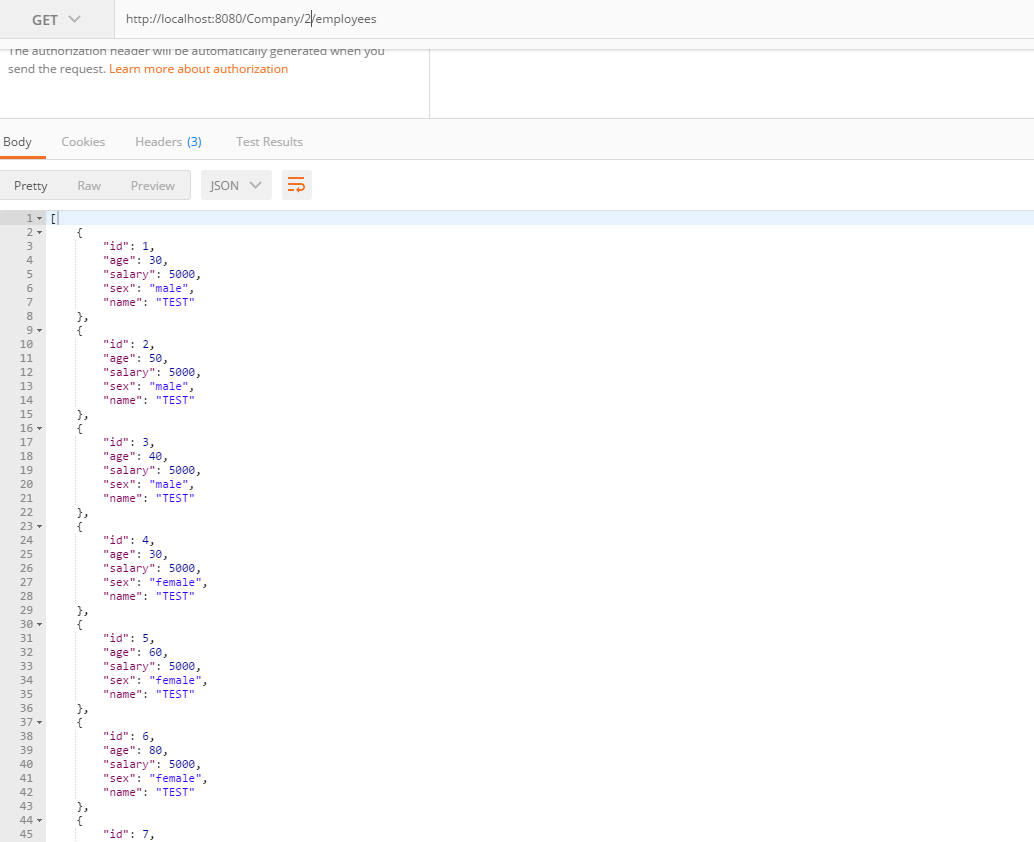 GET http://localhost:8080/Company/2/employees
The authorization header will be automatically generated when you
send the request. Learn more about authorization
Body Cookies Headers (3) Test Results
Pretty Raw Preview JSON
1 [
2 {
3 "id": 1,
4 "age": 30,
5 "salary": 5000,
6 "sex": "male",
7 "name": "TEST"
8 },
9 {
10 "id": 2,
11 "age": 50,
12 "salary": 5000,
13 "sex": "male",
14 "name": "TEST"
15 },
16 {
17 "id": 3,
18 "age": 40,
19 "salary": 5000,
20 "sex": "male",
21 "name": "TEST"
22 },
23 {
24 "id": 4,
25 "age": 30,
26 "salary": 5000,
27 "sex": "female",
28 "name": "TEST"
29 },
30 {
31 "id": 5,
32 "age": 60,
33 "salary": 5000,
34 "sex": "female",
35 "name": "TEST"
36 },
37 {
38 "id": 6,
39 "age": 80,
40 "salary": 5000,
41 "sex": "female",
42 "name": "TEST"
43 },
44 {
45 "id": 7,